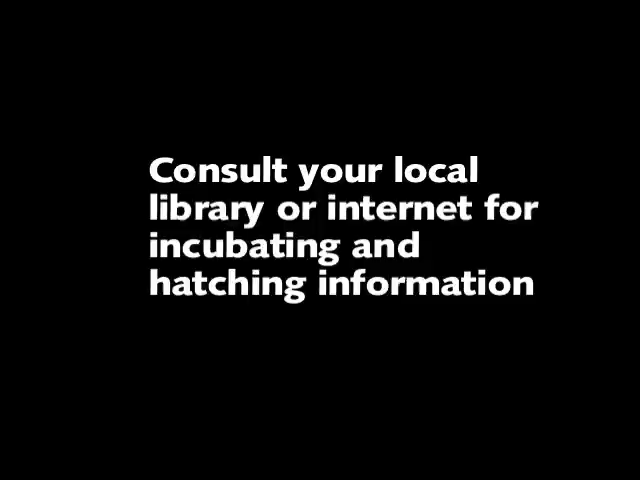 Consult your local
library or internet for
incubating and
hatching information